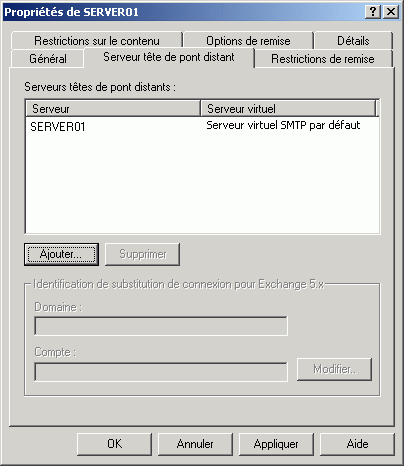 Propriétés de SERVER01
Restrictions sur le contenu Options de remise Détails
Général Serveur tête de pont distant Restrictions de remise
Serveurs têtes de pont distants :
Serveur Serveur virtuel
SERVER01 Serveur virtuel SMTP par défaut
Ajouter... Supprimer
Identification de substitution de connexion pour Exchange 5.x
Domaine :
Compte :
Modifier..
OK Annuler Appliquer Aide